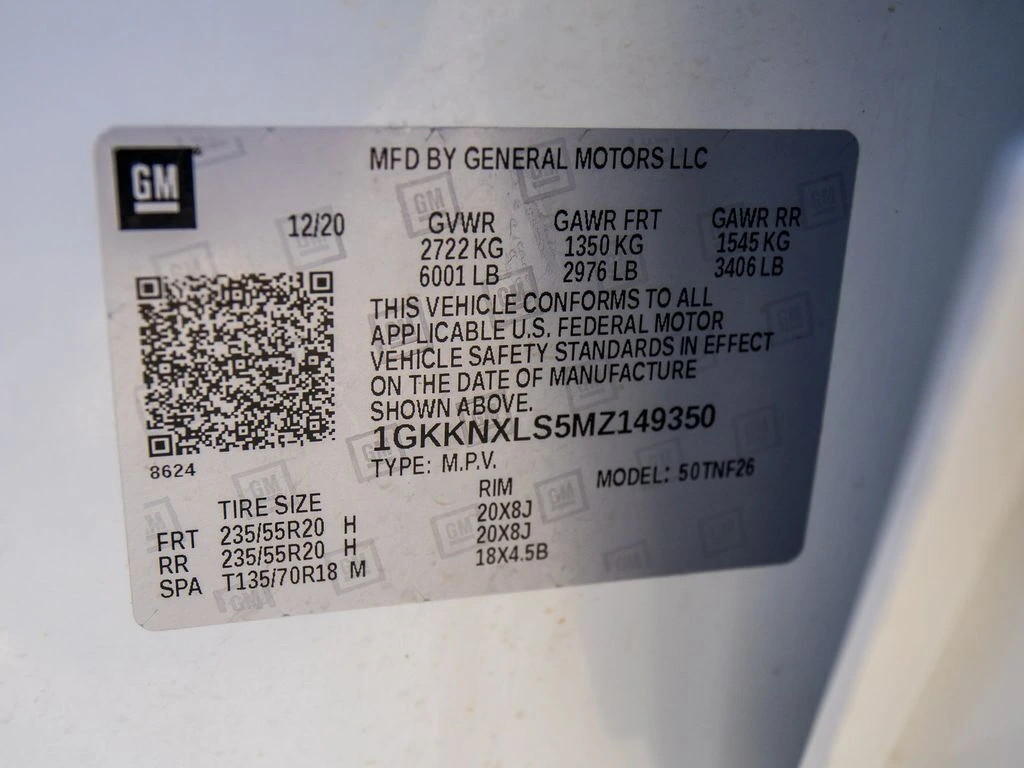 GM
MFD BY GENERAL MOTORS LLC
12/20 GVWR GAWR FRT GAWR RR
2722 KG 1350 KG 1545 KG
6001 LB 2976 LB 3406 LB
THIS VEHICLE CONFORMS TO ALL
APPLICABLE U.S. FEDERAL MOTOR
VEHICLE SAFETY STANDARDS IN EFFECT
ON THE DATE OF MANUFACTURE
SHOWN ABOVE.
1GKKNXLS5MZ149350
8624
TYPE: M.P.V. MODEL: 50TNF26
TIRE SIZE RIM
FRT 235/55R20 H 20X8J
RR 235/55R20 H 20X8J
SPA T135/70R18 M 18X4.5B